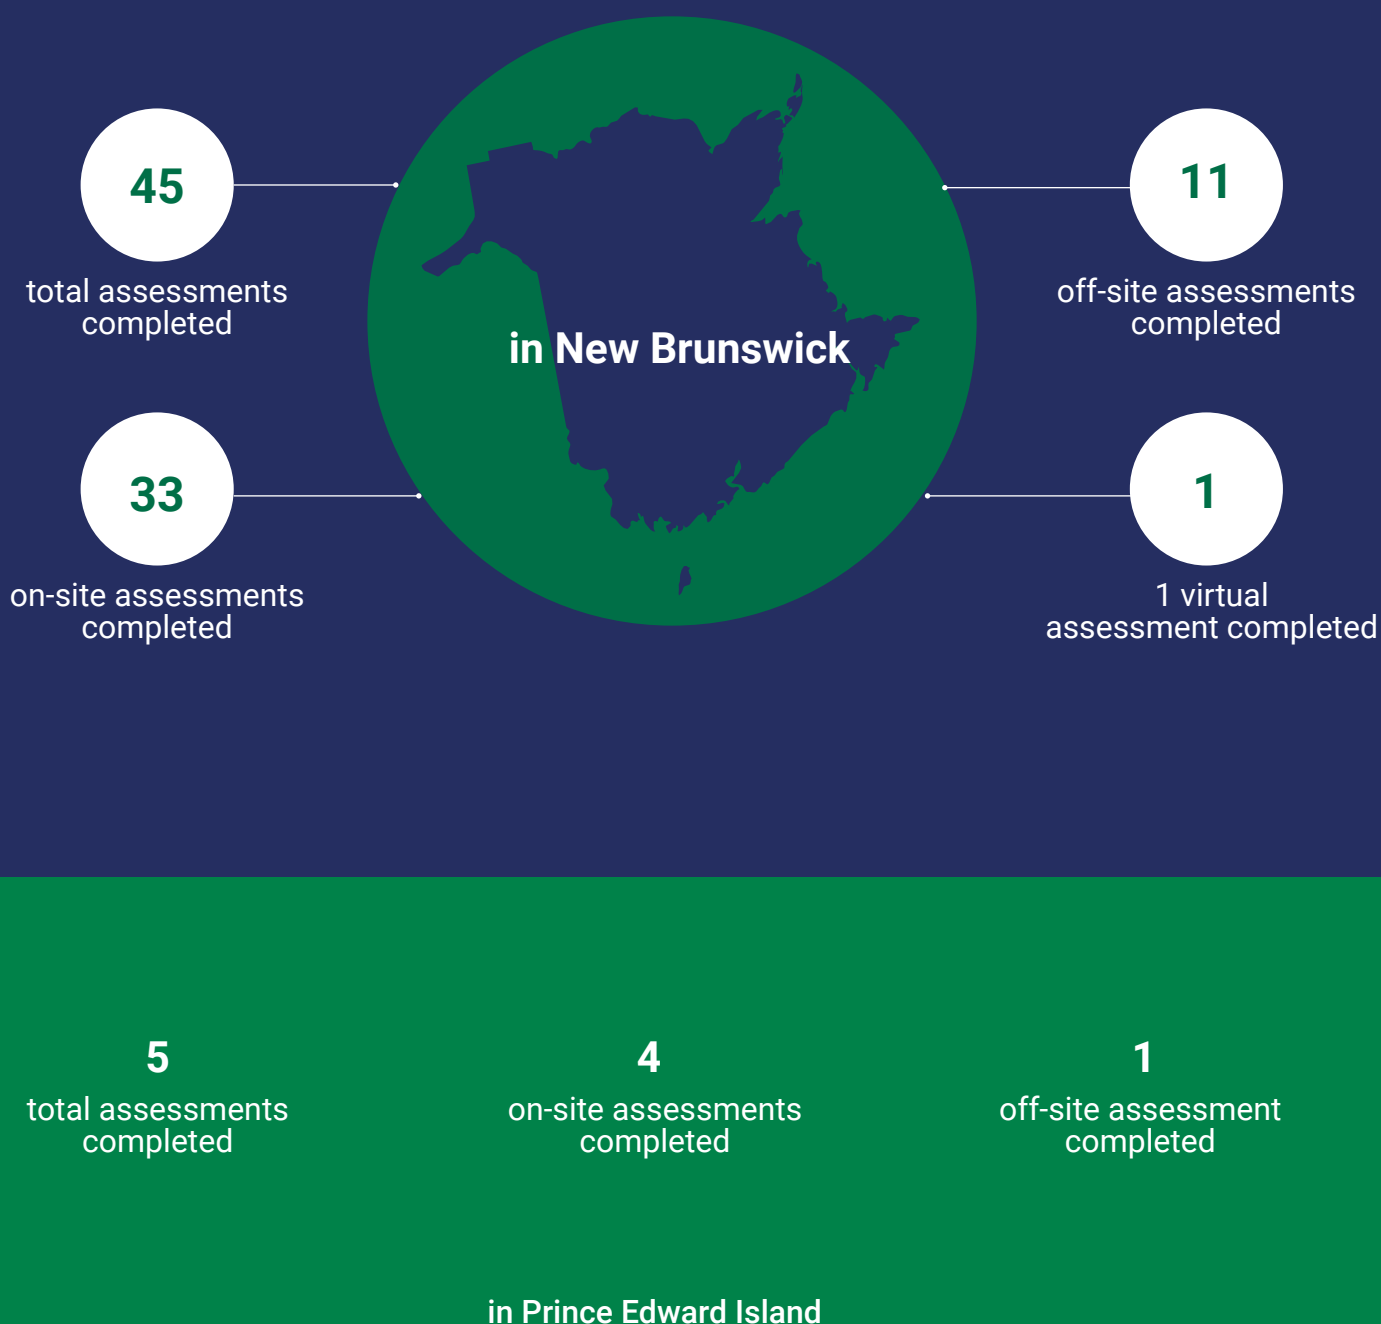 45
total assessments
completed
11
off-site assessments
completed
in New Brunswick
33
on-site assessments
completed
1
1 virtual
assessment completed
5
total assessments
completed
4
on-site assessments
completed
1
off-site assessment
completed
in Prince Edward Island